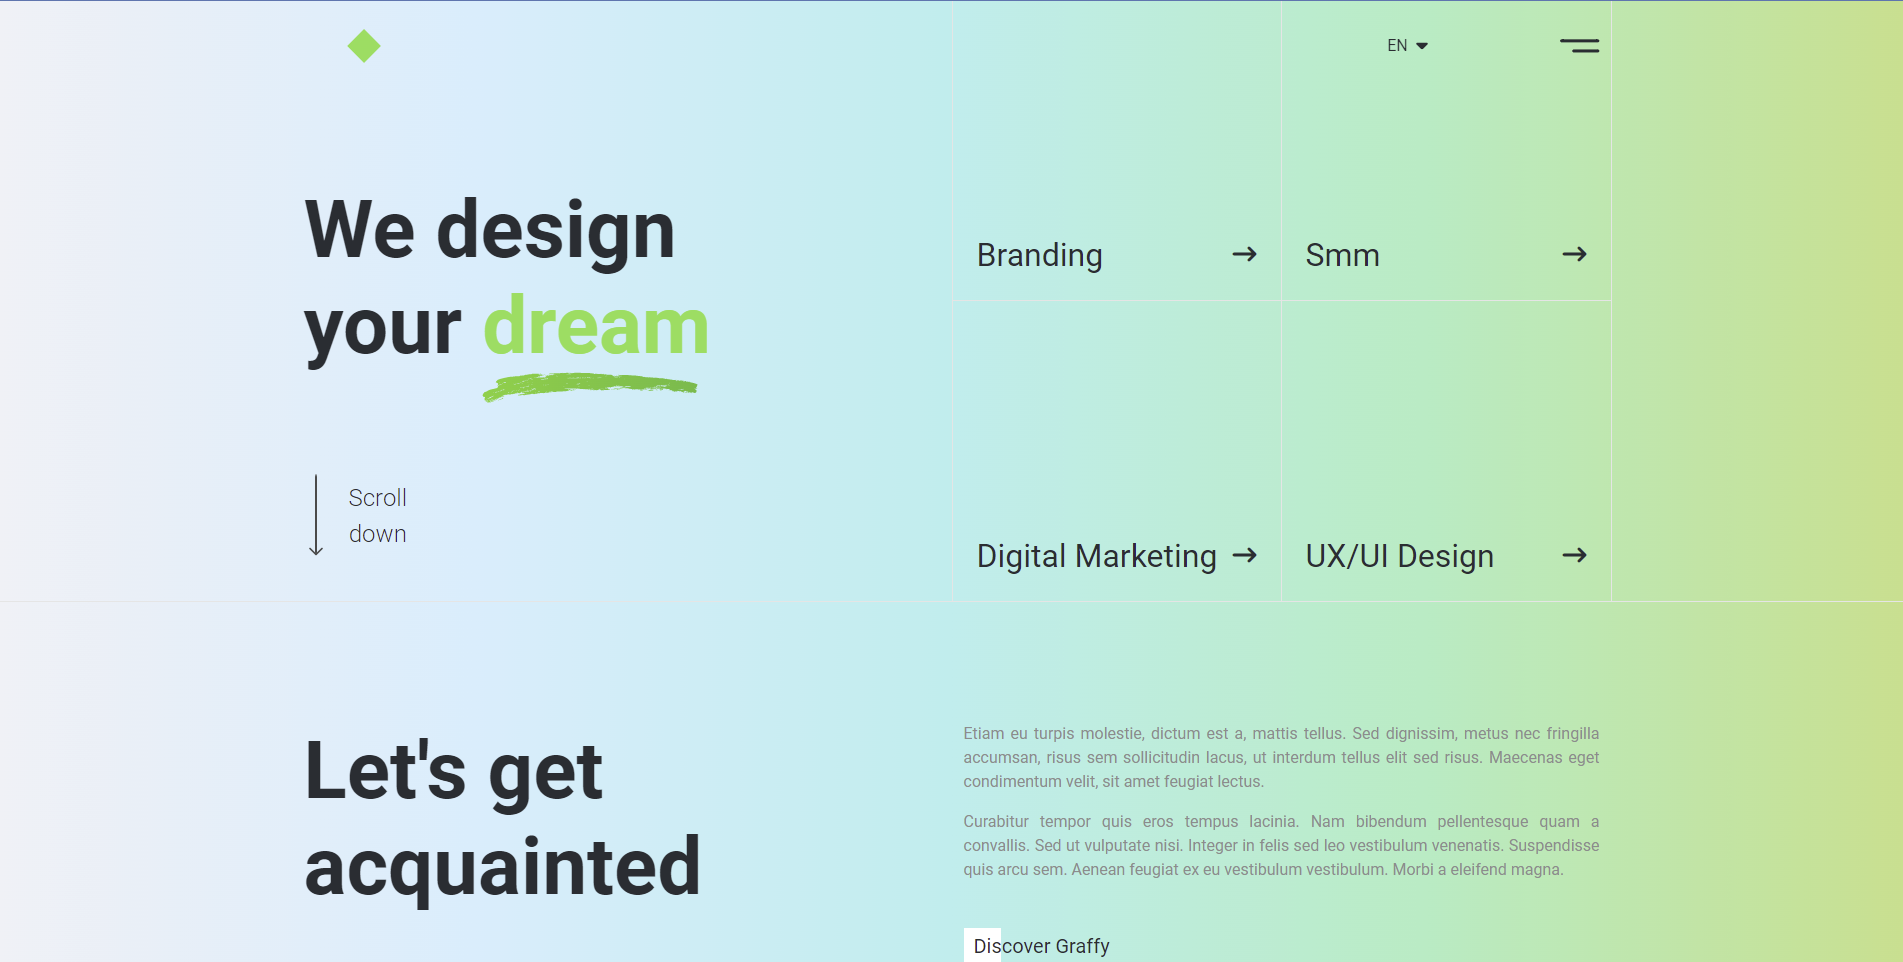 EN
We design
your dream
Scroll
down
Branding
Smm
Digital Marketing
UX/UI Design
Let's get
acquainted
Etiam eu turpis molestie, dictum est a, mattis tellus. Sed dignissim, metus nec fringilla
accumsan, risus sem sollicitudin lacus, ut interdum tellus elit sed risus. Maecenas eget
condimentum velit, sit amet feugiat lectus.
Curabitur tempor quis eros tempus lacinia. Nam bibendum pellentesque quam a
convallis. Sed ut vulputate nisi. Integer in felis sed leo vestibulum venenatis. Suspendisse
quis arcu sem. Aenean feugiat ex eu vestibulum vestibulum. Morbi a eleifend magna.
Discover Graffy